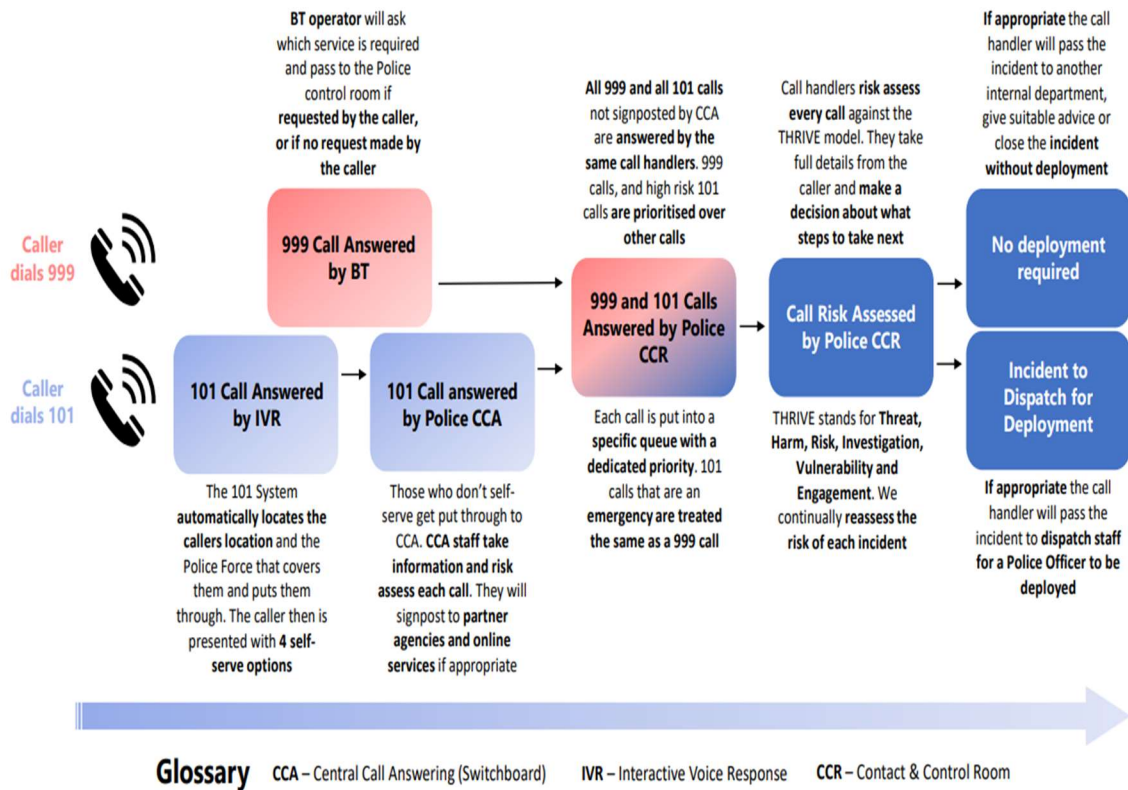 BT operator will ask
which service is required
and pass to the Police
control room if
requested by the caller,
or if no request made by
the caller
All 999 and all 101 calls
not signposted by CCA
are answered by the
same call handlers. 999
calls, and high risk 101
calls are prioritised over
other calls
Call handlers risk assess
every call against the
THRIVE model. They take
full details from the
caller and make a
decision about what
steps to take next
If appropriate the call
handler will pass the
incident to another
internal department,
give suitable advice or
close the incident
without deployment
Caller
dials 999
999 Call Answered
by BT
999 and 101 Calls
Answered by Police
CCR
Call Risk Assessed
by Police CCR
No deployment
required
Caller
dials 101
101 Call Answered
by IVR
101 Call answered
by Police CCA
Incident to
Dispatch for
Deployment
The 101 System
automatically locates the
callers location and the
Police Force that covers
them and puts them
through. The caller then is
presented with 4 self-
serve options
Those who don't self-
serve get put through to
CCA. CCA staff take
information and risk
assess each call. They will
signpost to partner
agencies and online
services if appropriate
Each call is put into a
specific queue with a
dedicated priority. 101
calls that are an
emergency are treated
the same as a 999 call
THRIVE stands for Threat,
Harm, Risk, Investigation,
Vulnerability and
Engagement. We
continually reassess the
risk of each incident
If appropriate the call
handler will pass the
incident to dispatch staff
for a Police Officer to be
deployed
Glossary CCA – Central Call Answering (Switchboard) IVR – Interactive Voice Response CCR – Contact & Control Room